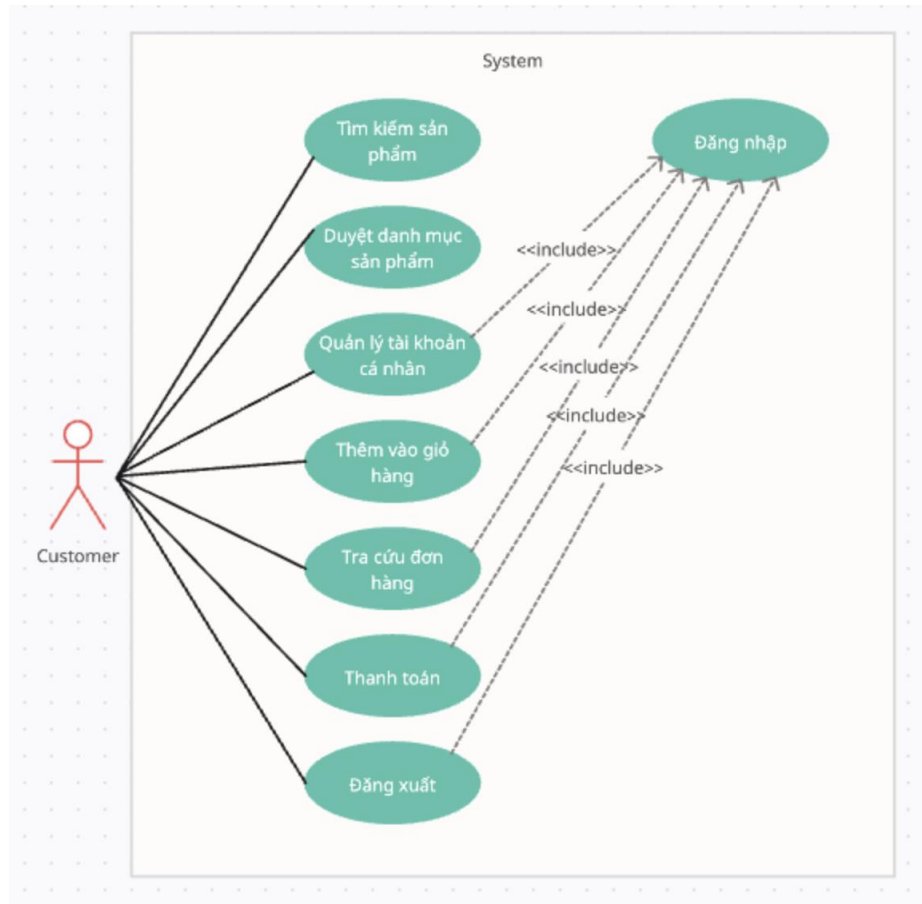 System
Tìm kiếm sản
phẩm
Đăng nhập
Duyệt danh mục
sản phẩm
<<include>>
<<include>>
Quản lý tài khoản
cá nhân
<<include>>
<<include>>
Thêm vào giỏ
hàng
<<include>>
Customer
Tra cứu đơn
hàng
Thanh toán
Đăng xuất